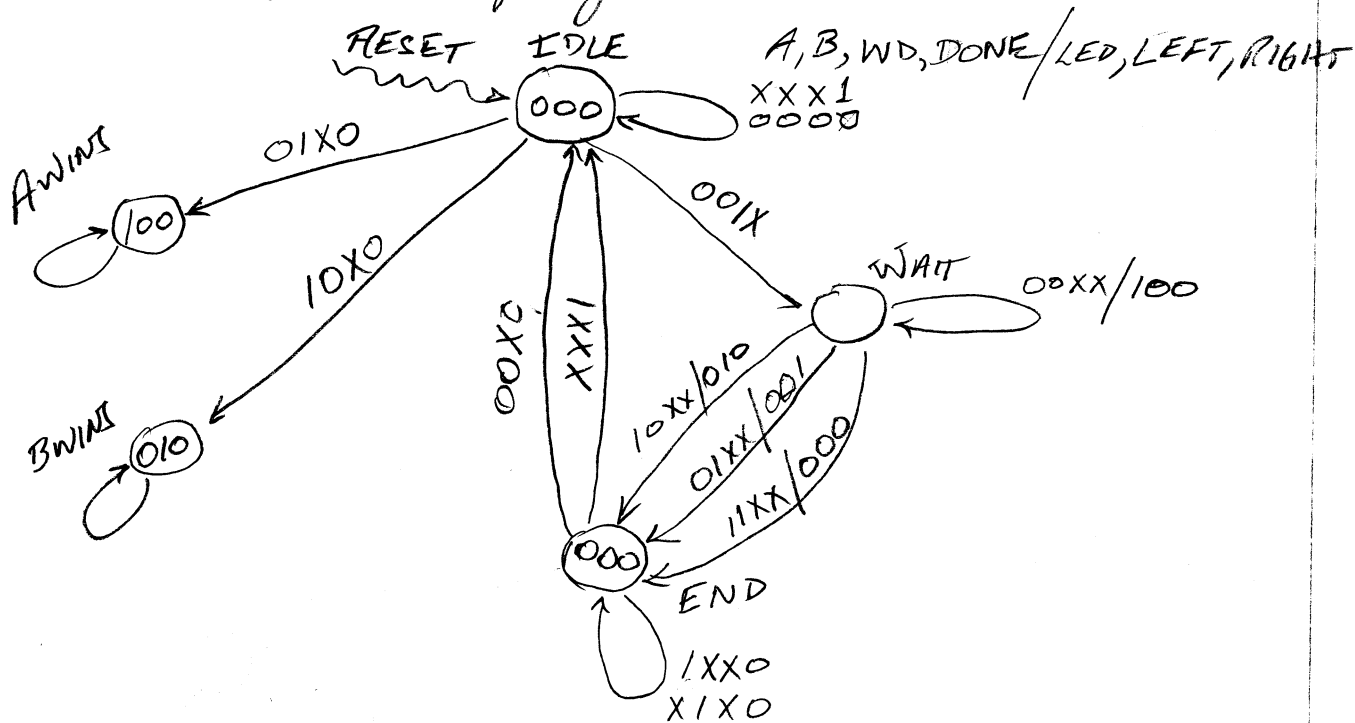 RESET IDLE A, B, WD, DONE/LED, LEFT, RIGHT
000
XXX1
0000
01X0
AWINS
100
001X
10X0
WAIT
00XX/100
00X0
XXX1
10XX/010
01XX/001
11XX/000
BWINS
010
000
END
1XX0
X1X0